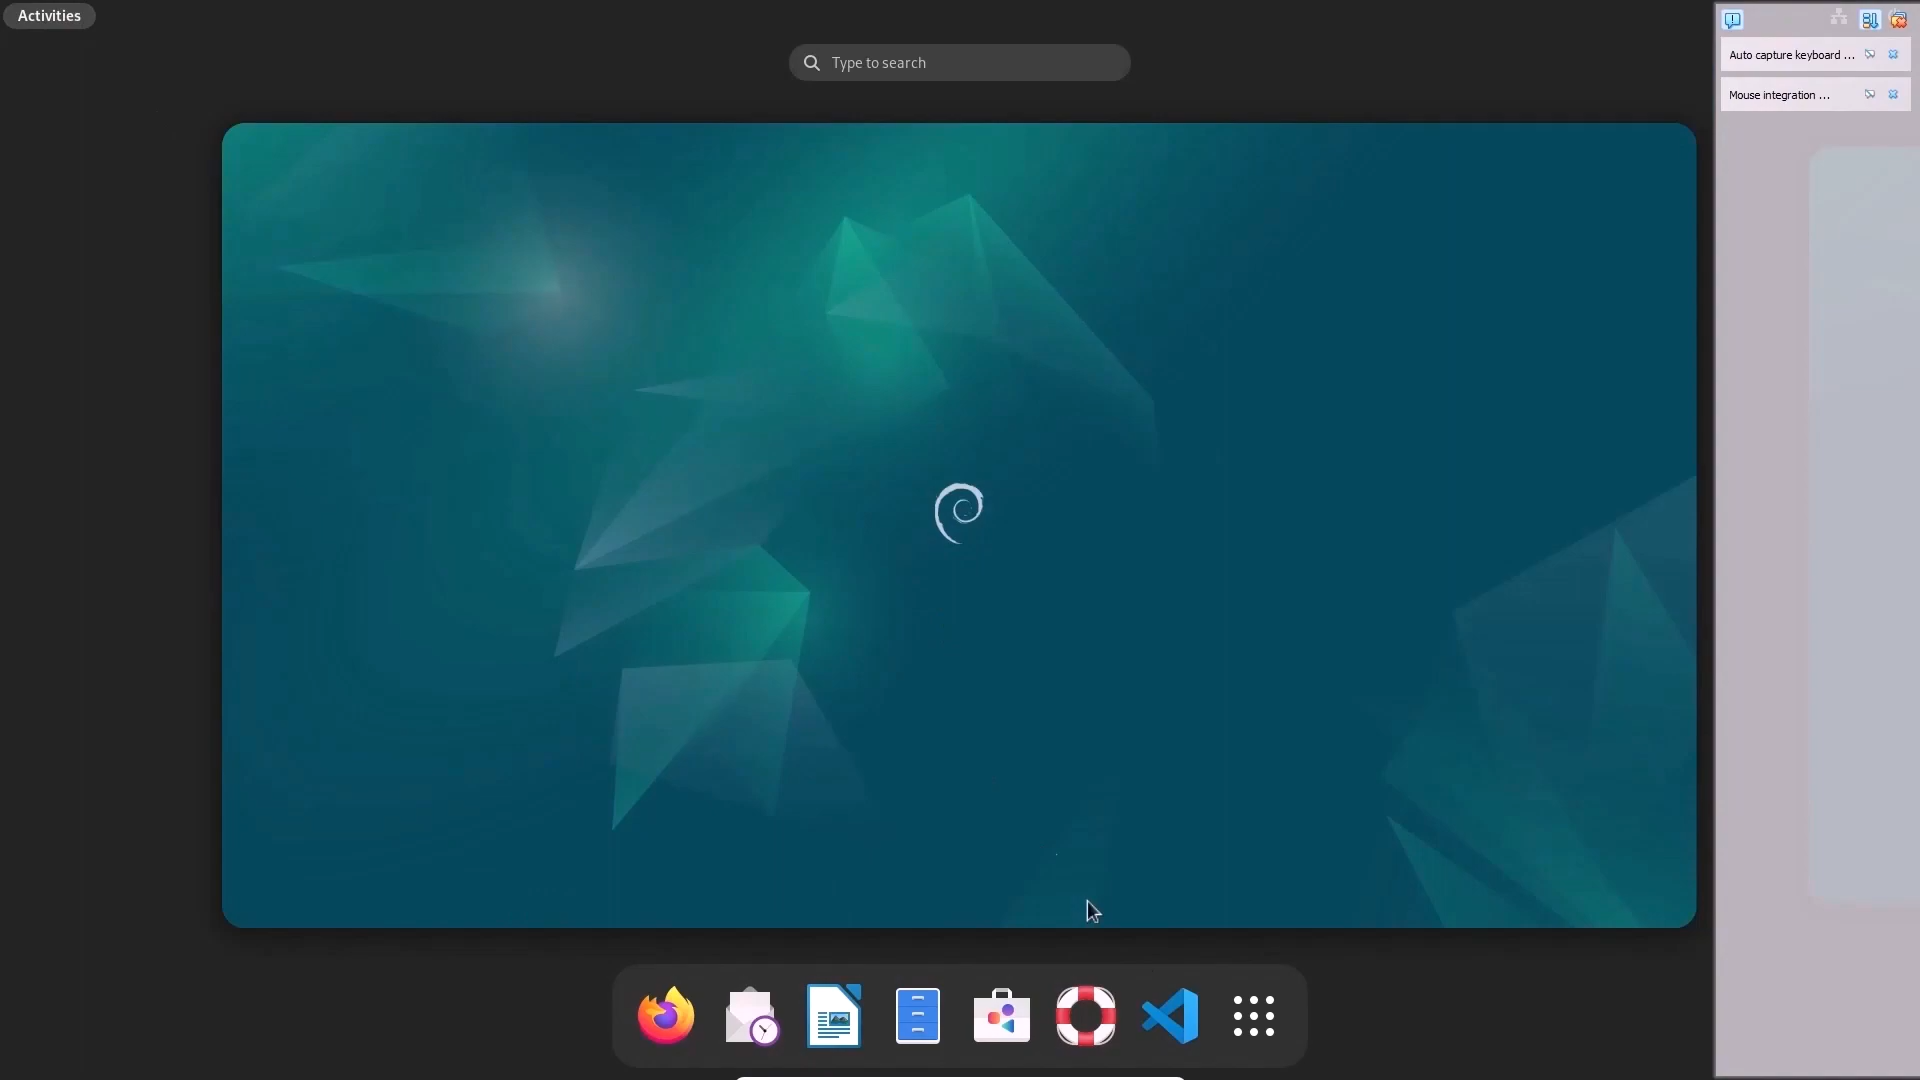 Activities
Type to search
Auto capture keyboard ...
Mouse integration ...